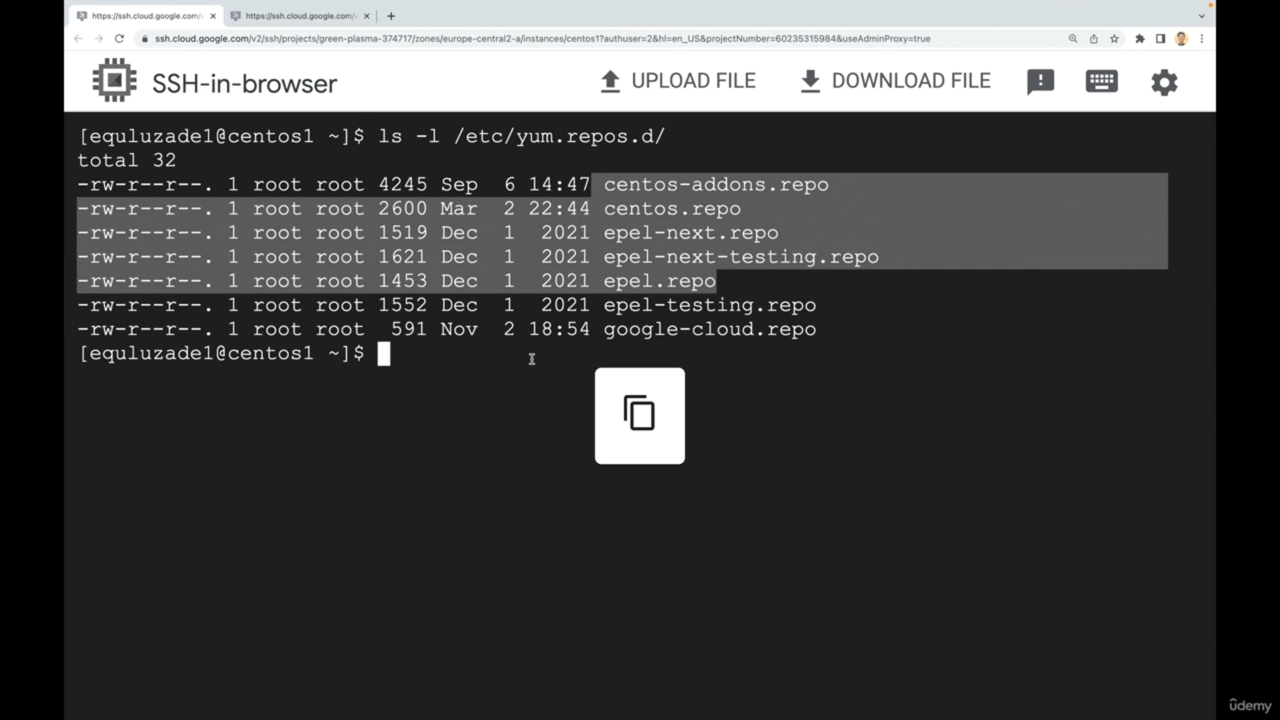 https://ssh.cloud.google.com/v
https://ssh.cloud.google.com/v
ssh.cloud.google.com/v2/ssh/projects/green-plasma-374717/zones/europe-central2-a/instances/centos1?authuser=2&hl=en_US&projectNumber=60235315984&useAdminProxy=true
SSH-in-browser
UPLOAD FILE
DOWNLOAD FILE
[equluzade1@centos1 ~]$ ls -l /etc/yum.repos.d/
total 32
-rw-r--r--. 1 root root 4245 Sep  6 14:47 centos-addons.repo
-rw-r--r--. 1 root root 2600 Mar  2 22:44 centos.repo
-rw-r--r--. 1 root root 1519 Dec  1  2021 epel-next.repo
-rw-r--r--. 1 root root 1621 Dec  1  2021 epel-next-testing.repo
-rw-r--r--. 1 root root 1453 Dec  1  2021 epel.repo
-rw-r--r--. 1 root root 1552 Dec  1  2021 epel-testing.repo
-rw-r--r--. 1 root root  591 Nov  2 18:54 google-cloud.repo
[equluzade1@centos1 ~]$
ûdemy